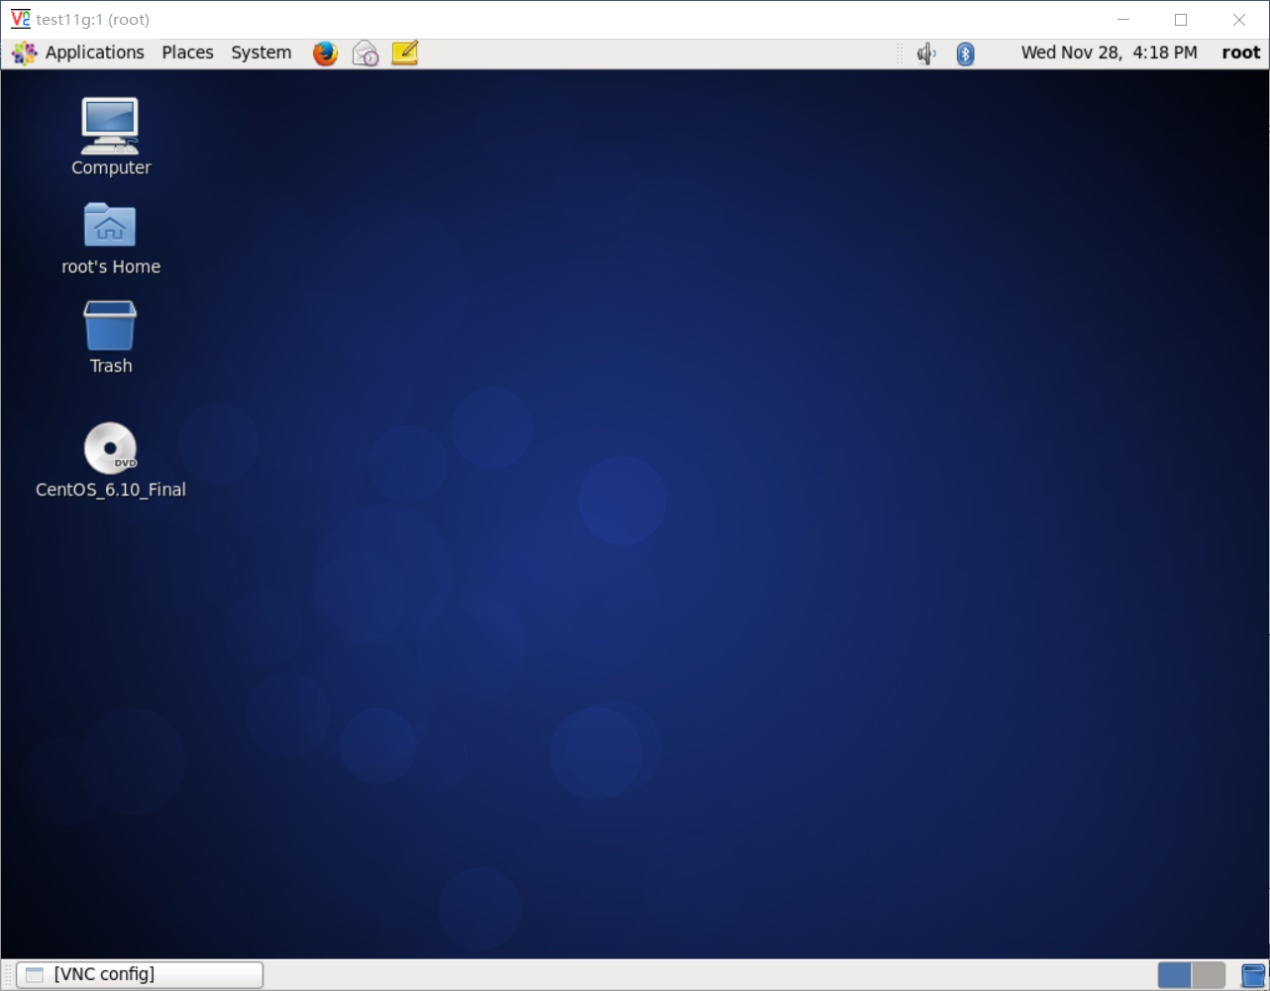 test11g:1 (root)
Applications Places System Wed Nov 28, 4:18 PM root
Computer
root's Home
Trash
DVD
CentOS_6.10_Final
[VNC config]